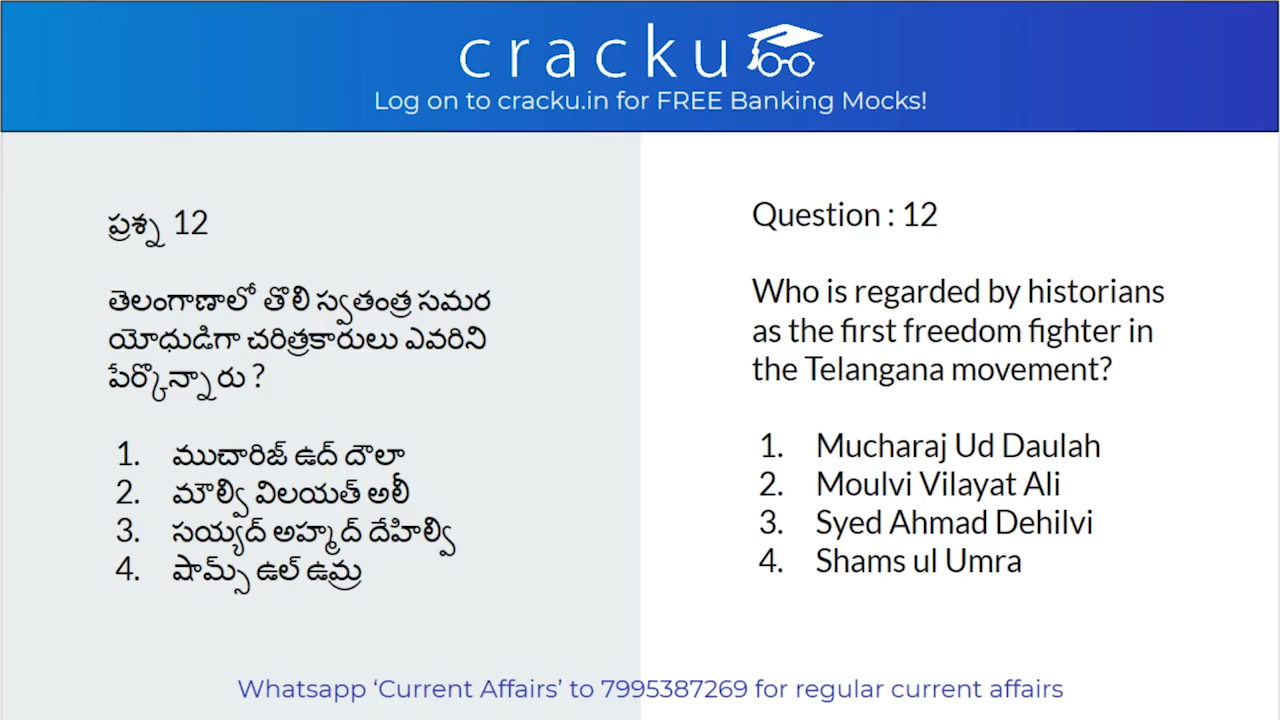 cracku
Log on to cracku.in for FREE Banking Mocks!
ప్రశ్న 12
తెలంగాణాలో తొలి స్వతంత్ర సమర
యోధుడిగా చరిత్రకారులు ఎవరిని
పేర్కొన్నారు ?
1. ముచారిజ్ ఉద్ దౌలా
2. మౌల్వి విలయత్ అలీ
3. సయ్యద్ అహ్మద్ దేహిల్వి
4. షామ్స్ ఉల్ ఉమ్ర
Question : 12
Who is regarded by historians
as the first freedom fighter in
the Telangana movement?
1. Mucharaj Ud Daulah
2. Moulvi Vilayat Ali
3. Syed Ahmad Dehilvi
4. Shams ul Umra
Whatsapp ‘Current Affairs’ to 7995387269 for regular current affairs